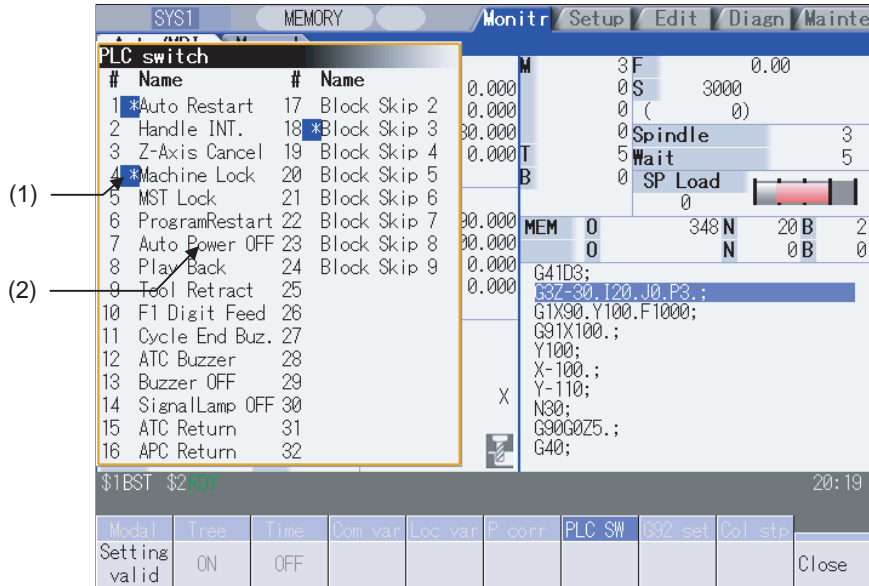 SYS1 MEMORY Monitr Setup Edit Diagn Mainte
PLC switch
# Name # Name
1 *Auto Restart 17 Block Skip 2
2 Handle INT. 18 *Block Skip 3
3 Z-Axis Cancel 19 Block Skip 4
4 *Machine Lock 20 Block Skip 5
5 MST Lock 21 Block Skip 6
6 ProgramRestart 22 Block Skip 7
7 Auto Power OFF 23 Block Skip 8
8 Play Back 24 Block Skip 9
9 Tool Retract 25
10 F1 Digit Feed 26
11 Cycle End Buz. 27
12 ATC Buzzer 28
13 Buzzer OFF 29
14 SignalLamp OFF 30
15 ATC Return 31
16 APC Return 32
(1)
(2)
0.000
0.000
0.000
0.000
X
M 3
0
0
0
T 5
B 0
F 0.00
S 3000
( 0)
Spindle 3
Wait 5
SP Load
0
MEM O 348 N 20 B 2
O 0 N 0 B 0
G41D3;
G3Z-30.I20.J0.P3.;
G1X90.Y100.F1000;
G91X100.;
Y100;
X-100.;
Y-110;
N30;
G90G0Z5.;
G40;
$1BST $2RDY 20:19
Modal Tree Time Com var Loc var P corr PLC SW G92 set Col stp
Setting valid ON OFF Close